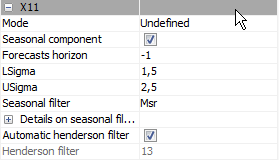 X11
Mode Undefined
Seasonal component
Forecasts horizon -1
LSigma 1,5
USigma 2,5
Seasonal filter Msr
Details on seasonal fil...
Automatic henderson filter
Henderson filter 13